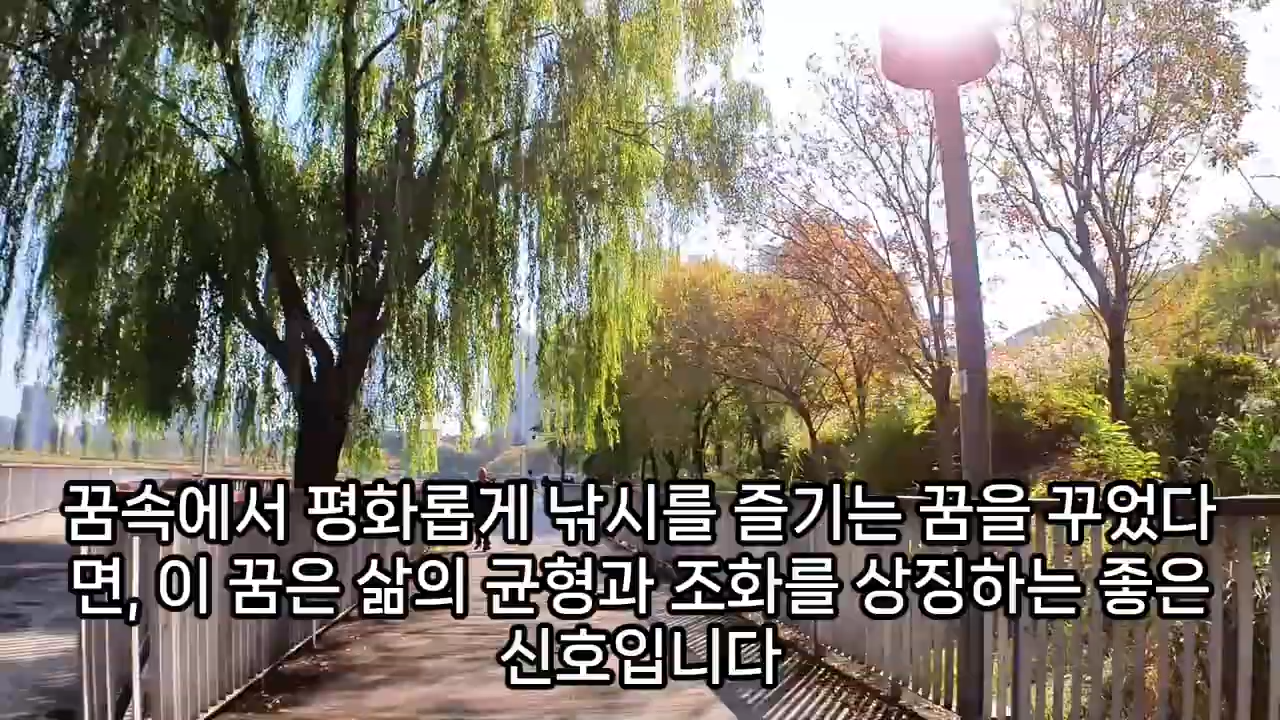 꿈속에서 평화롭게 낚시를 즐기는 꿈을 꾸었다
면, 이 꿈은 삶의 균형과 조화를 상징하는 좋은
신호입니다